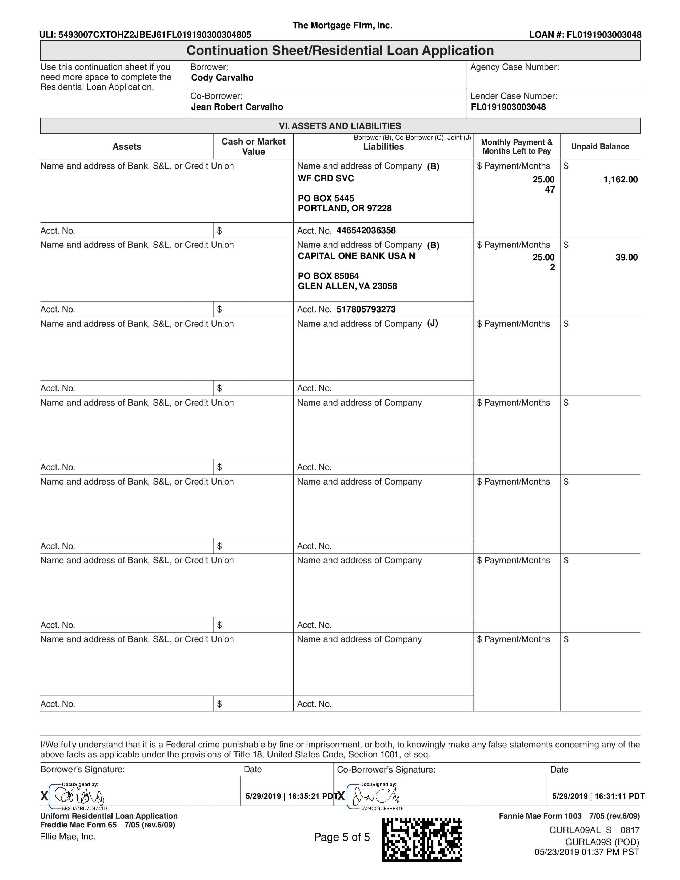 The Mortgage Firm, Inc.
ULI: 5493007CXTOHZ2JBEJ61FL019190300304805 LOAN #: FL0191903003048
Continuation Sheet/Residential Loan Application
Use this continuation sheet if you need more space to complete the Residential Loan Application.
Borrower:
Cody Carvalho
Agency Case Number:
Co-Borrower:
Jean Robert Carvalho
Lender Case Number:
FL0191903003048
VI. ASSETS AND LIABILITIES
Assets
Cash or Market Value
Borrower (B), Co-Borrower (C), Joint (J)
Liabilities
Monthly Payment & Months Left to Pay
Unpaid Balance
Name and address of Bank, S&L, or Credit Union
Name and address of Company (B)
$ Payment/Months
$
WF CRD SVC
25.00
1,162.00
47
PO BOX 5445
PORTLAND, OR 97228
Acct. No. $ Acct. No. 446542036358
Name and address of Bank, S&L, or Credit Union
Name and address of Company (B)
$ Payment/Months
$
CAPITAL ONE BANK USA N
25.00
39.00
2
PO BOX 85064
GLEN ALLEN, VA 23058
Acct. No. $ Acct. No. 517805793273
Name and address of Bank, S&L, or Credit Union
Name and address of Company (J)
$ Payment/Months
$
Acct. No. $ Acct. No.
Name and address of Bank, S&L, or Credit Union
Name and address of Company
$ Payment/Months
$
Acct. No. $ Acct. No.
Name and address of Bank, S&L, or Credit Union
Name and address of Company
$ Payment/Months
$
Acct. No. $ Acct. No.
Name and address of Bank, S&L, or Credit Union
Name and address of Company
$ Payment/Months
$
Acct. No. $ Acct. No.
Name and address of Bank, S&L, or Credit Union
Name and address of Company
$ Payment/Months
$
Acct. No. $ Acct. No.
I/We fully understand that it is a Federal crime punishable by fine or imprisonment, or both, to knowingly make any false statements concerning any of the
above facts as applicable under the provisions of Title 18, United States Code, Section 1001, et seq.
Borrower's Signature: Date Co-Borrower's Signature: Date
DocuSigned by: DocuSigned by:
X 5/29/2019 | 16:35:21 PDT X 5/29/2019 | 16:31:11 PDT
Uniform Residential Loan Application
Freddie Mac Form 65 7/05 (rev.6/09)
Fannie Mae Form 1003 7/05 (rev.6/09)
Ellie Mae, Inc.
Page 5 of 5
GURLA09AL S 0817
GURLA09S (POD)
05/23/2019 01:37 PM PST